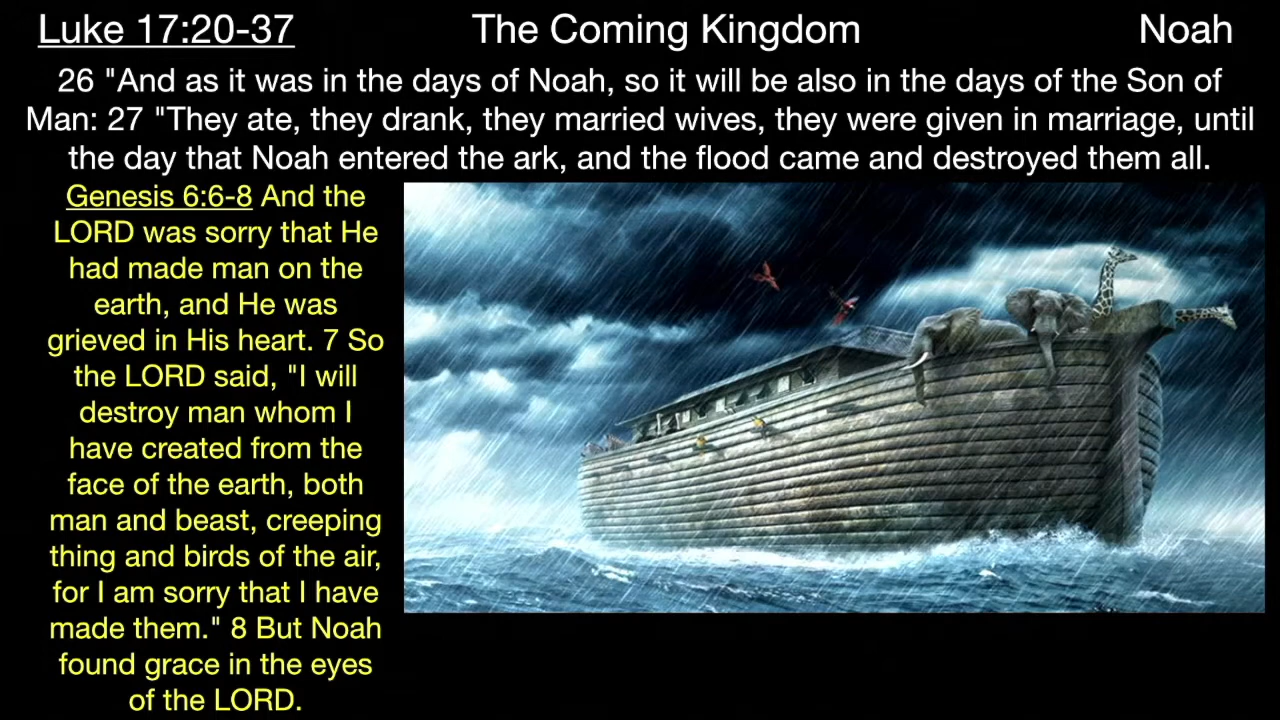 Luke 17:20-37 The Coming Kingdom Noah
26 "And as it was in the days of Noah, so it will be also in the days of the Son of
Man: 27 "They ate, they drank, they married wives, they were given in marriage, until
the day that Noah entered the ark, and the flood came and destroyed them all.
Genesis 6:6-8 And the
LORD was sorry that He
had made man on the
earth, and He was
grieved in His heart. 7 So
the LORD said, "I will
destroy man whom I
have created from the
face of the earth, both
man and beast, creeping
thing and birds of the air,
for I am sorry that I have
made them." 8 But Noah
found grace in the eyes
of the LORD.